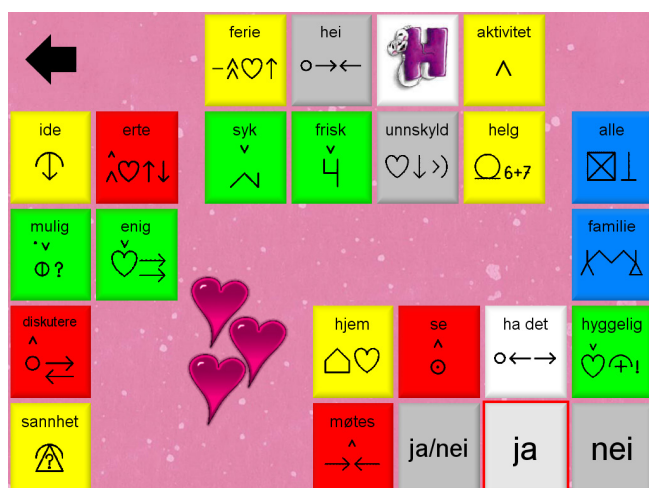 ferie hei H aktivitet
ide erte syk frisk unnskyld helg alle
6+7
mulig enig familie
?
diskutere hjem se ha det hyggelig
!
sannhet møtes ja/nei ja nei
?